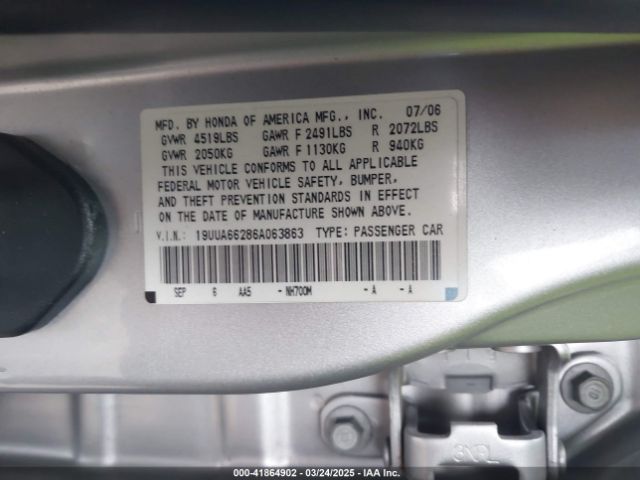 MFD. BY HONDA OF AMERICA MFG., INC. 07/06
GVWR 4519LBS GAWR F 2491LBS R 2072LBS
GVWR 2050KG GAWR F 1130KG R 940KG
THIS VEHICLE CONFORMS TO ALL APPLICABLE
FEDERAL MOTOR VEHICLE SAFETY, BUMPER,
AND THEFT PREVENTION STANDARDS IN EFFECT
ON THE DATE OF MANUFACTURE SHOWN ABOVE.
V.I.N.: 19UUA66286A063863 TYPE: PASSENGER CAR
SEP 6 AA5 - NH700M - A - A
000-41864902 - 03/24/2025 - IAA Inc.